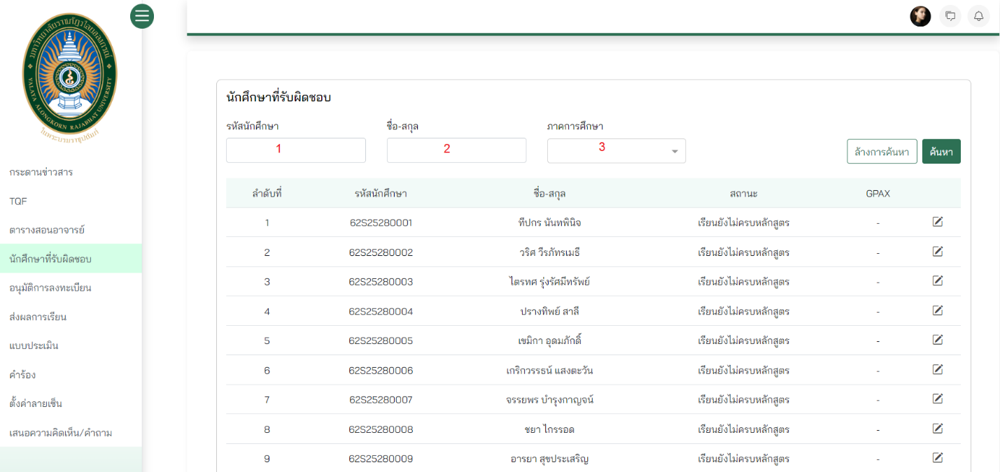 มหาวิทยาลัยราชภัฏวไลยอลงกรณ์
VALAYA ALONGKORN RAJABHAT UNIVERSITY
ในพระบรมราชูปถัมภ์
กระดานข่าวสาร
TQF
ตารางสอนอาจารย์
นักศึกษาที่รับผิดชอบ
อนุมัติการลงทะเบียน
ส่งผลการเรียน
แบบประเมิน
คำร้อง
ตั้งค่าลายเซ็น
เสนอความคิดเห็น/คำถาม
นักศึกษาที่รับผิดชอบ
รหัสนักศึกษา ชื่อ-สกุล ภาคการศึกษา
1 2 3 ล้างการค้นหา ค้นหา
ลำดับที่ รหัสนักศึกษา ชื่อ-สกุล สถานะ GPAX
1 62S25280001 ทีปกร นันทพินิจ เรียนยังไม่ครบหลักสูตร -
2 62S25280002 วริศ วีรภัทรเมธี เรียนยังไม่ครบหลักสูตร -
3 62S25280003 ไตรทศ รุ่งรัศมีทรัพย์ เรียนยังไม่ครบหลักสูตร -
4 62S25280004 ปรางทิพย์ สาลี เรียนยังไม่ครบหลักสูตร -
5 62S25280005 เขมิกา อุดมภักดิ์ เรียนยังไม่ครบหลักสูตร -
6 62S25280006 เกริกวรรธน์ แสงตะวัน เรียนยังไม่ครบหลักสูตร -
7 62S25280007 จรรยพร บำรุงกาญจน์ เรียนยังไม่ครบหลักสูตร -
8 62S25280008 ชยา ไกรรอด เรียนยังไม่ครบหลักสูตร -
9 62S25280009 อารยา สุขประเสริญ เรียนยังไม่ครบหลักสูตร -